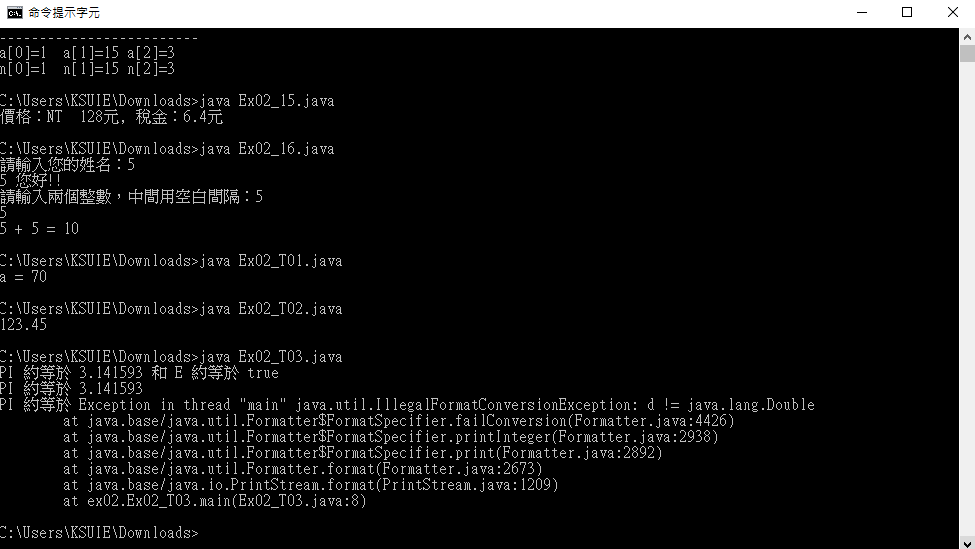 命令提示字元
-------------------------
a[0]=1  a[1]=15 a[2]=3
n[0]=1  n[1]=15 n[2]=3
C:\Users\KSUIE\Downloads>java Ex02_15.java
價格：NT  128元, 稅金：6.4元
C:\Users\KSUIE\Downloads>java Ex02_16.java
請輸入您的姓名：5
5 您好!!
請輸入兩個整數，中間用空白間隔：5
5
5 + 5 = 10
C:\Users\KSUIE\Downloads>java Ex02_T01.java
a = 70
C:\Users\KSUIE\Downloads>java Ex02_T02.java
123.45
C:\Users\KSUIE\Downloads>java Ex02_T03.java
PI 約等於 3.141593 和 E 約等於 true
PI 約等於 3.141593
PI 約等於 Exception in thread "main" java.util.IllegalFormatConversionException: d != java.lang.Double
        at java.base/java.util.Formatter$FormatSpecifier.failConversion(Formatter.java:4426)
        at java.base/java.util.Formatter$FormatSpecifier.printInteger(Formatter.java:2938)
        at java.base/java.util.Formatter$FormatSpecifier.print(Formatter.java:2892)
        at java.base/java.util.Formatter.format(Formatter.java:2673)
        at java.base/java.io.PrintStream.format(PrintStream.java:1209)
        at ex02.Ex02_T03.main(Ex02_T03.java:8)
C:\Users\KSUIE\Downloads>